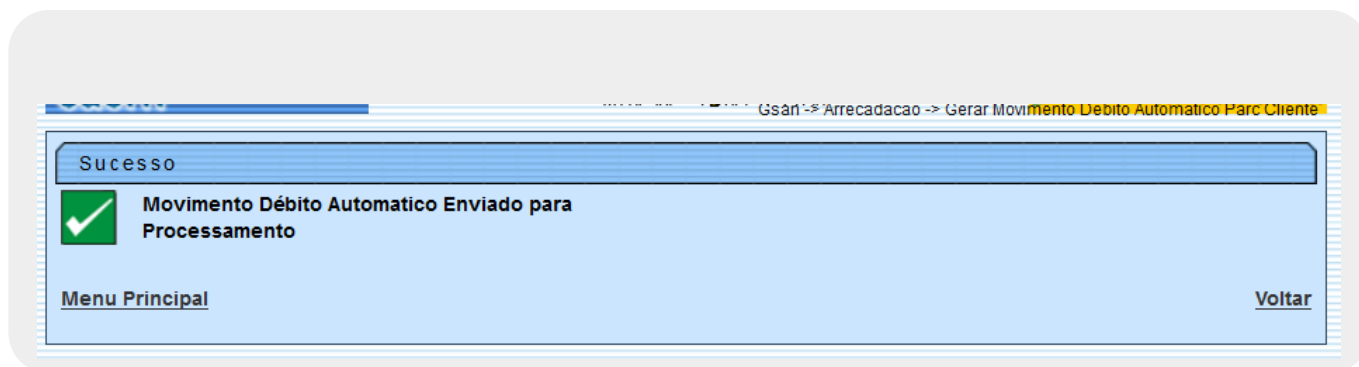 Gsan -> Arrecadacao -> Gerar Movimento Debito Automatico Parc Cliente
Sucesso
Movimento Débito Automatico Enviado para
Processamento
Menu Principal
Voltar